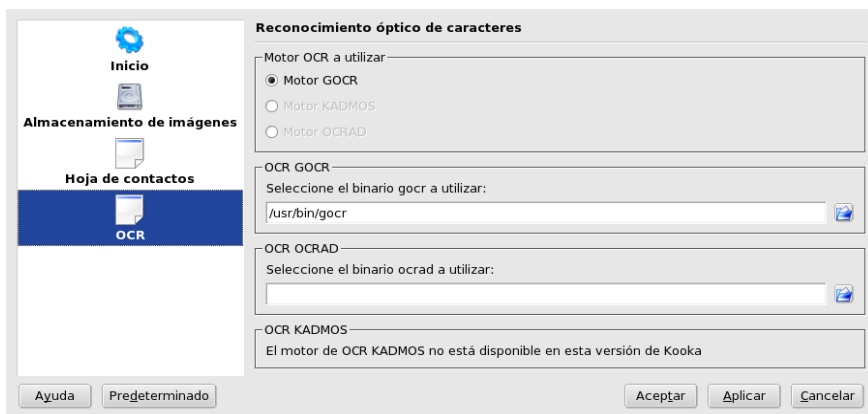 Inicio
Almacenamiento de imágenes
Hoja de contactos
OCR
Reconocimiento óptico de caracteres
Motor OCR a utilizar
Motor GOCR
Motor KADMOS
Motor OCRAD
OCR GOCR
Seleccione el binario gocr a utilizar:
/usr/bin/gocr
OCR OCRAD
Seleccione el binario ocrad a utilizar:
OCR KADMOS
El motor de OCR KADMOS no está disponible en esta versión de Kooka
Ayuda Predeterminado Aceptar Aplicar Cancelar